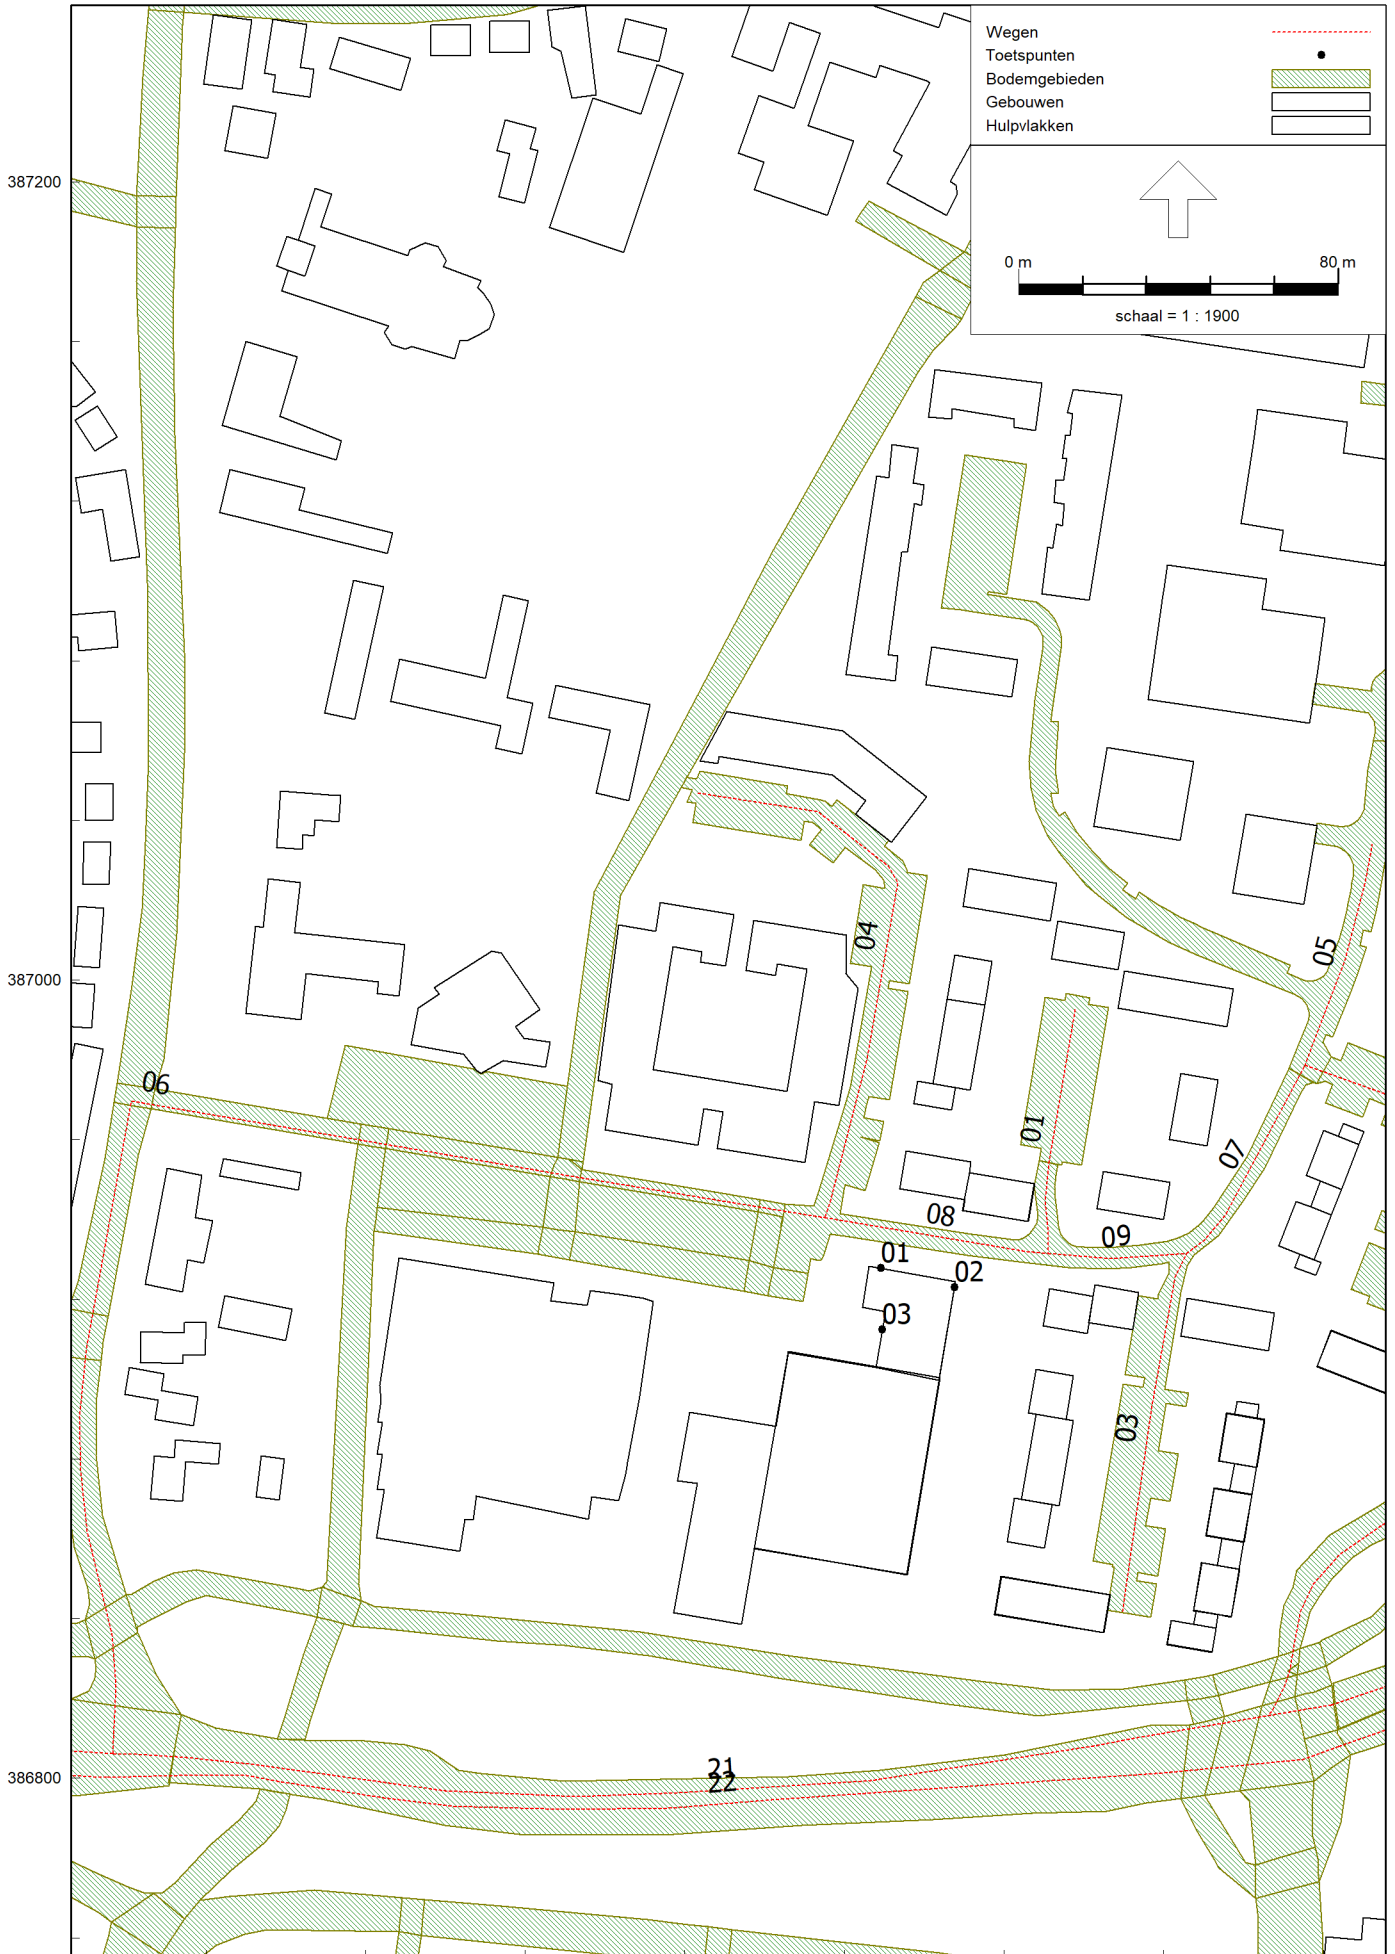 Wegen
Toetspunten
Bodemgebieden
Gebouwen
Hulpvlakken
387200
0 m 80 m
schaal = 1 : 1900
04
05
387000
06
01
07
08
09
01
02
03
03
21
22
386800